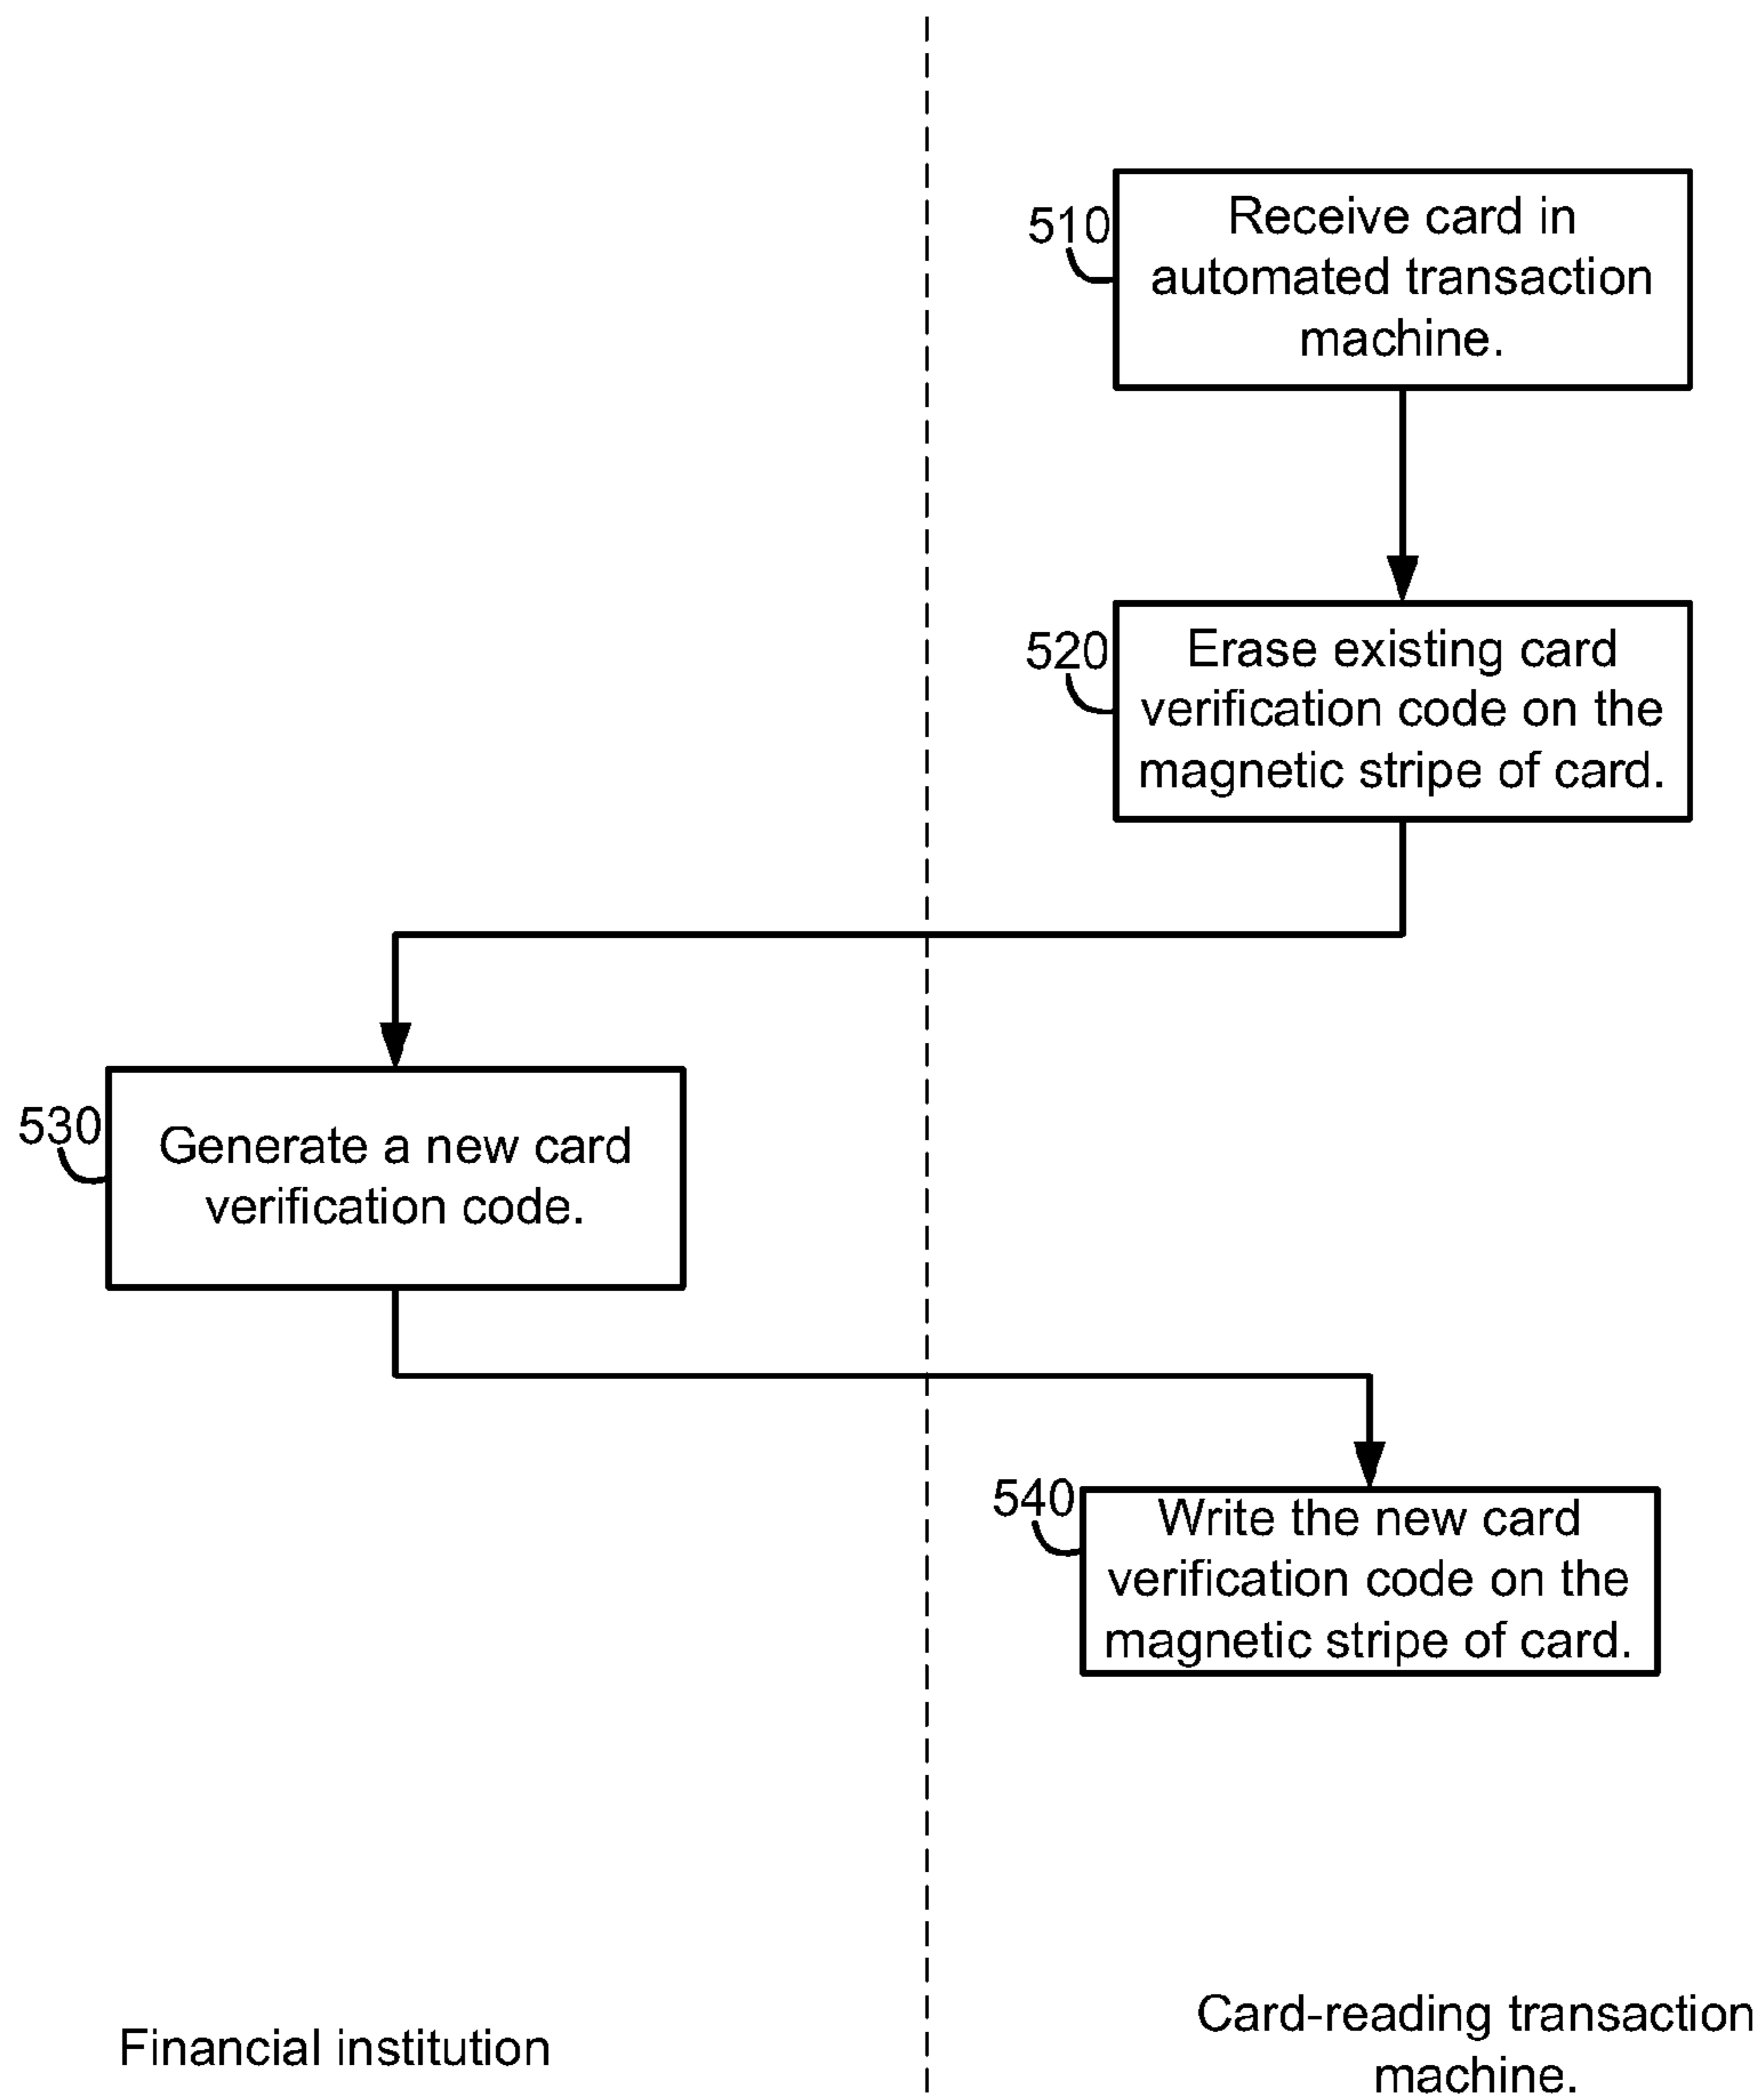 510
Receive card in
automated transaction
machine.
520
Erase existing card
verification code on the
magnetic stripe of card.
530
Generate a new card
verification code.
540
Write the new card
verification code on the
magnetic stripe of card.
Financial institution
Card-reading transaction
machine.